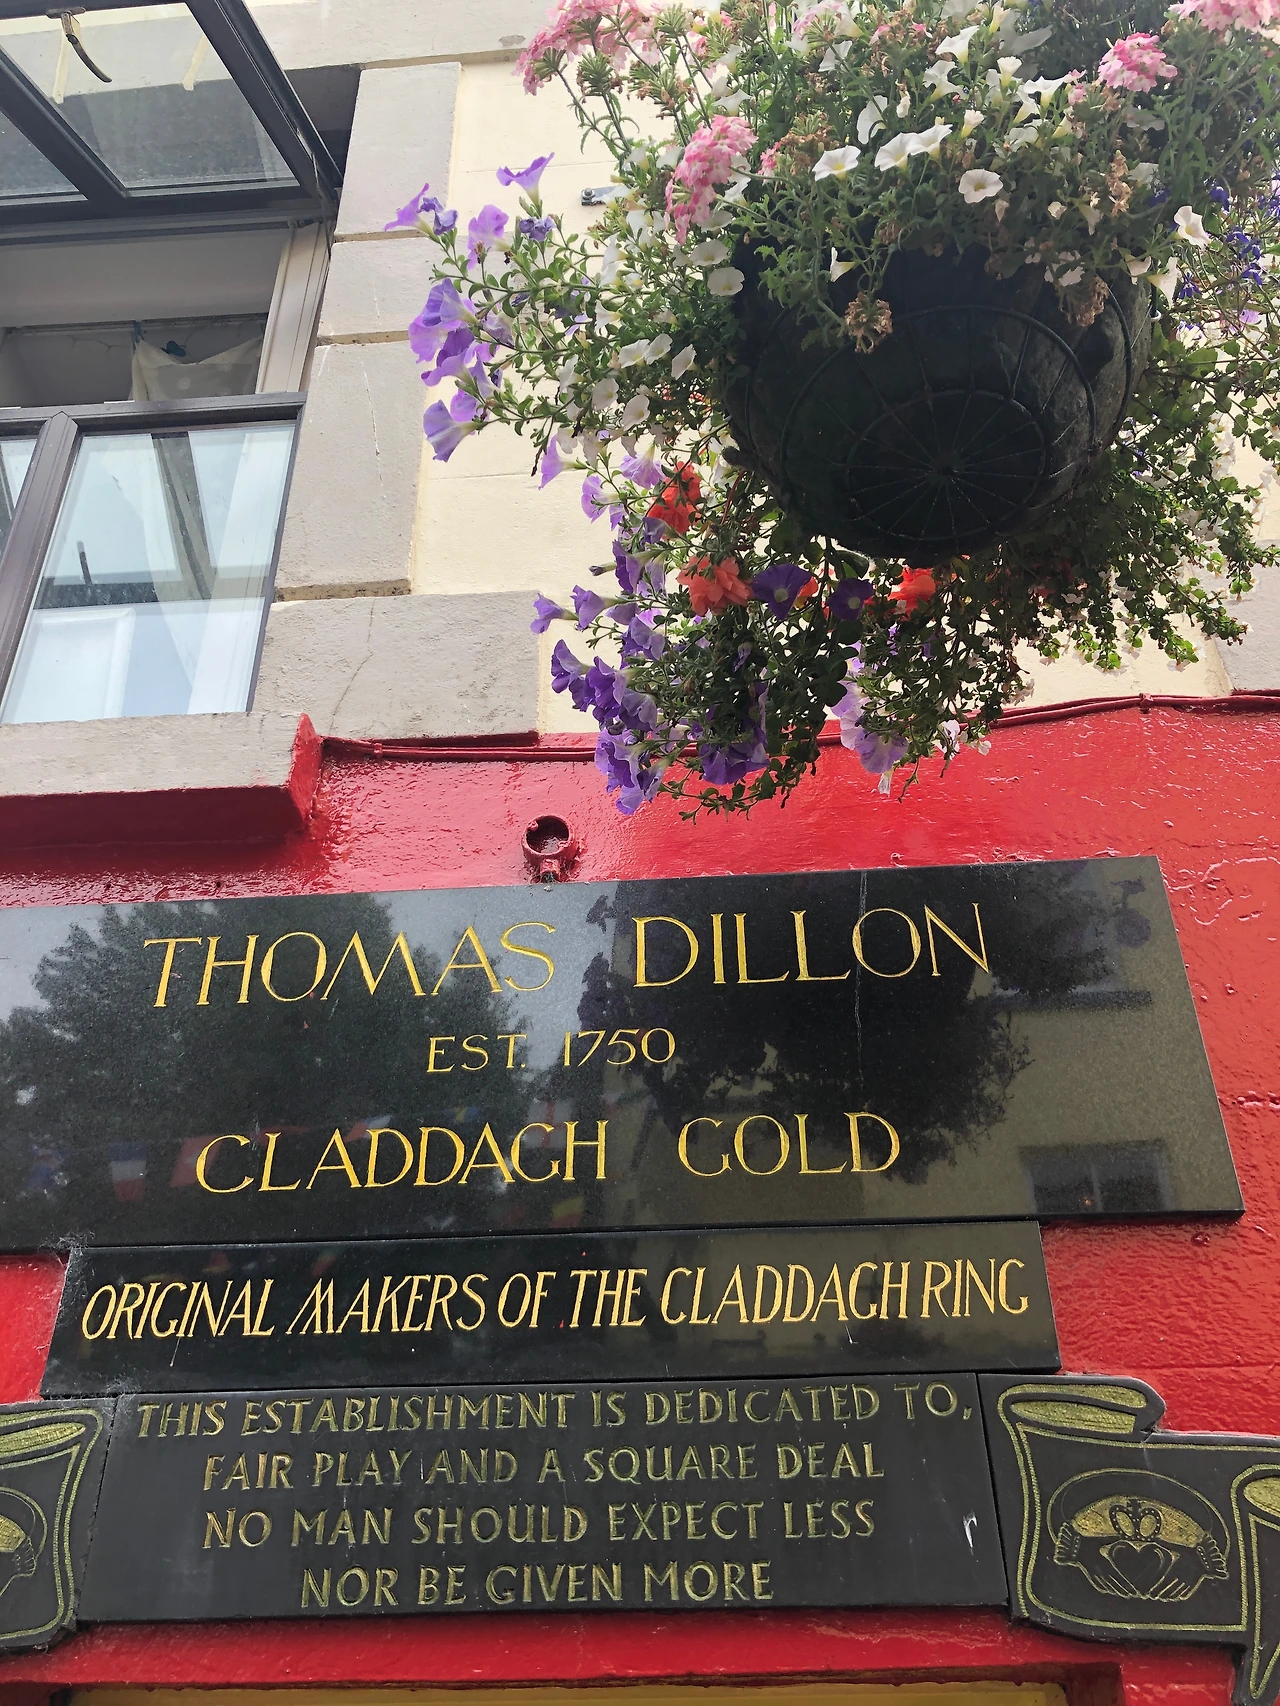 THOMAS DILLON
EST. 1750
CLADDAGH GOLD
ORIGINAL MAKERS OF THE CLADDAGH RING
THIS ESTABLISHMENT IS DEDICATED TO,
FAIR PLAY AND A SQUARE DEAL
NO MAN SHOULD EXPECT LESS
NOR BE GIVEN MORE